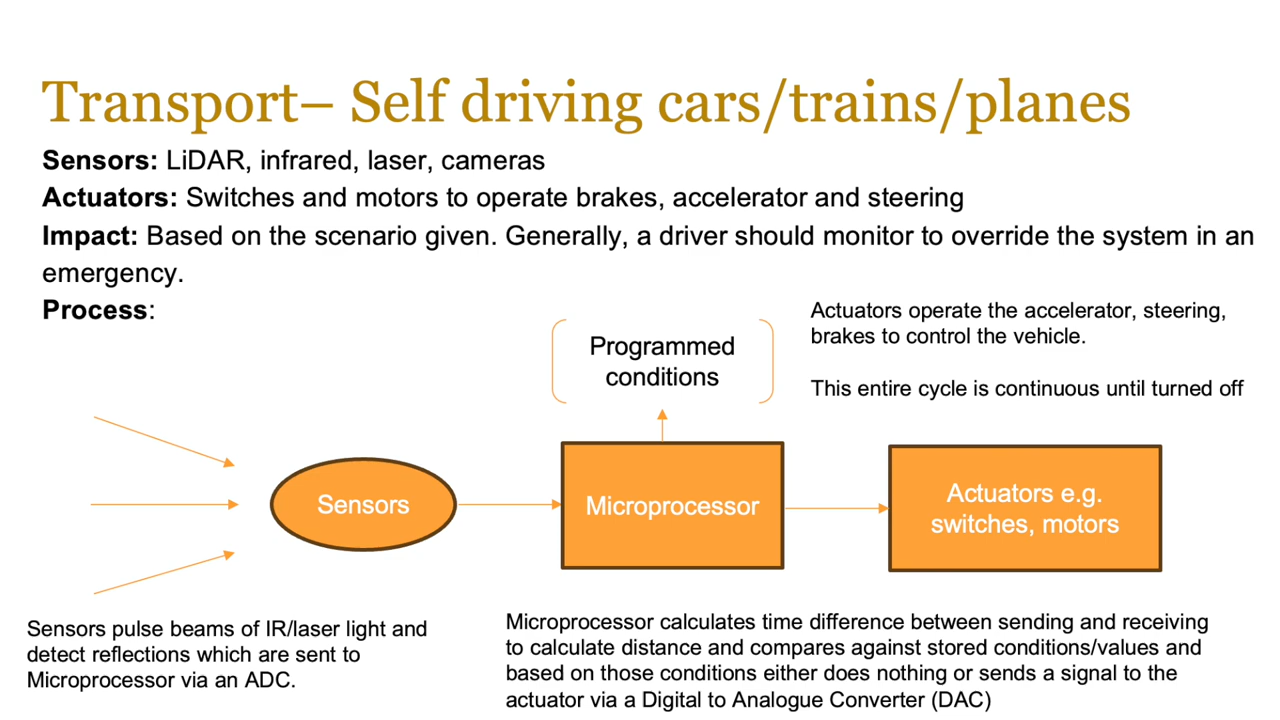 Transport– Self driving cars/trains/planes
Sensors: LiDAR, infrared, laser, cameras
Actuators: Switches and motors to operate brakes, accelerator and steering
Impact: Based on the scenario given. Generally, a driver should monitor to override the system in an
emergency.
Process:
Programmed
conditions
Actuators operate the accelerator, steering,
brakes to control the vehicle.
This entire cycle is continuous until turned off
Sensors
Microprocessor
Actuators e.g.
switches, motors
Sensors pulse beams of IR/laser light and
detect reflections which are sent to
Microprocessor via an ADC.
Microprocessor calculates time difference between sending and receiving
to calculate distance and compares against stored conditions/values and
based on those conditions either does nothing or sends a signal to the
actuator via a Digital to Analogue Converter (DAC)